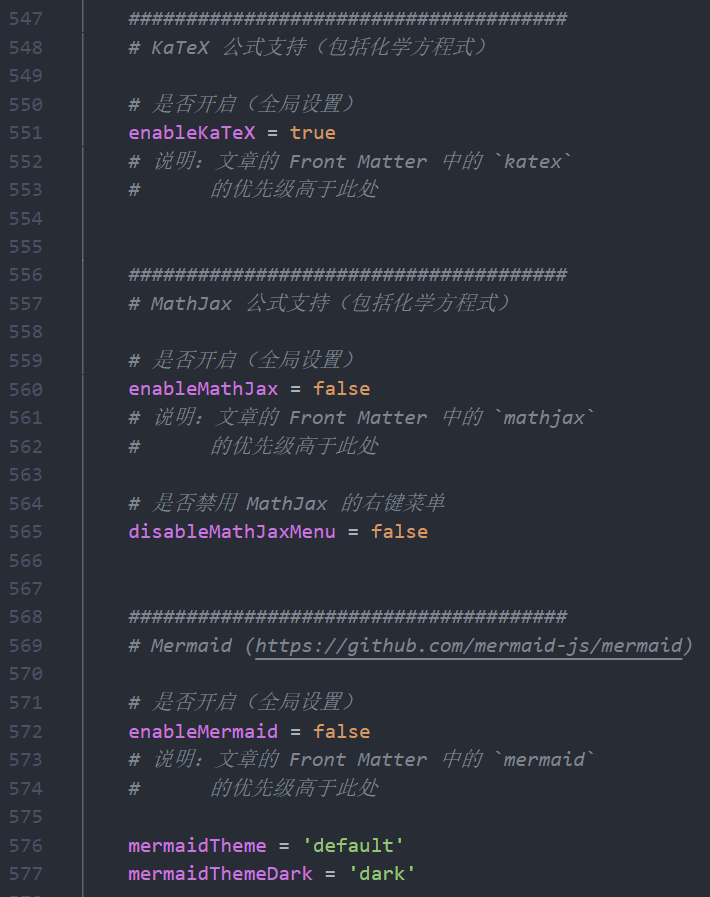 547 ######################################
548 # KaTeX 公式支持（包括化学方程式）
549
550 # 是否开启（全局设置）
551 enableKaTeX = true
552 # 说明：文章的 Front Matter 中的 `katex`
553 #      的优先级高于此处
554
555
556 ######################################
557 # MathJax 公式支持（包括化学方程式）
558
559 # 是否开启（全局设置）
560 enableMathJax = false
561 # 说明：文章的 Front Matter 中的 `mathjax`
562 #      的优先级高于此处
563
564 # 是否禁用 MathJax 的右键菜单
565 disableMathJaxMenu = false
566
567
568 ######################################
569 # Mermaid (https://github.com/mermaid-js/mermaid)
570
571 # 是否开启（全局设置）
572 enableMermaid = false
573 # 说明：文章的 Front Matter 中的 `mermaid`
574 #      的优先级高于此处
575
576 mermaidTheme = 'default'
577 mermaidThemeDark = 'dark'